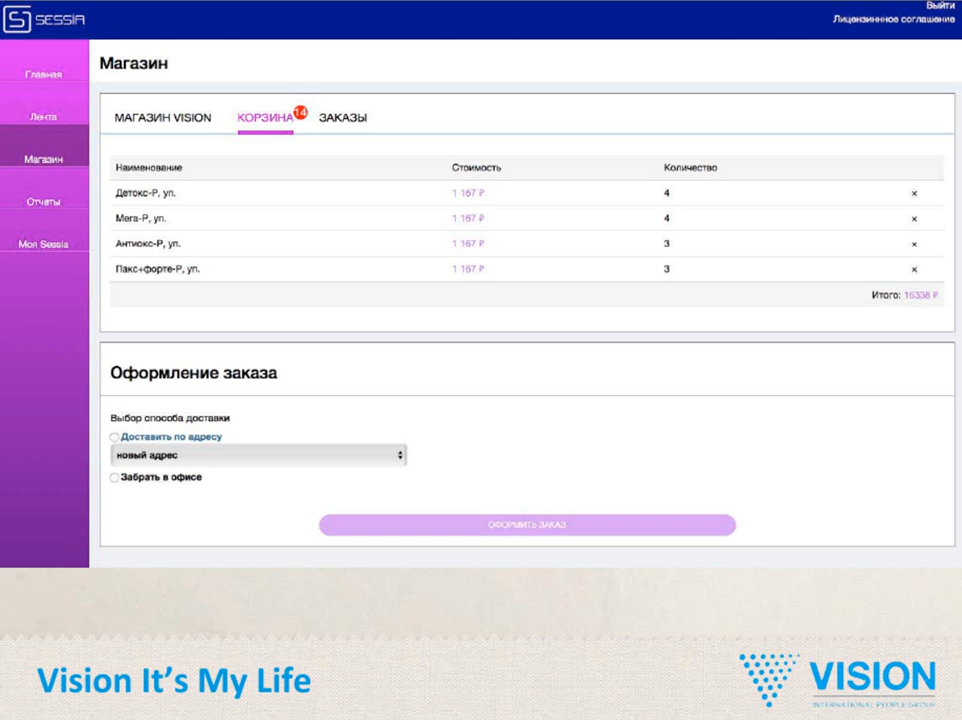 SESSIA
Выйти
Лицензиннное соглашение
Главная
Лента
Магазин
Отчеты
Моя Sessia
Магазин
МАГАЗИН VISION КОРЗИНА 14 ЗАКАЗЫ
Наименование Стоимость Количество
Детокс-Р, уп. 1 167 ₽ 4 ×
Мега-Р, уп. 1 167 ₽ 4 ×
Антиокс-Р, уп. 1 167 ₽ 3 ×
Пакс+форте-Р, уп. 1 167 ₽ 3 ×
Итого: 16338 ₽
Оформление заказа
Выбор способа доставки
Доставить по адресу
новый адрес
Забрать в офисе
ОФОРМИТЬ ЗАКАЗ
Vision It’s My Life
VISION
INTERNATIONAL PEOPLE GROUP